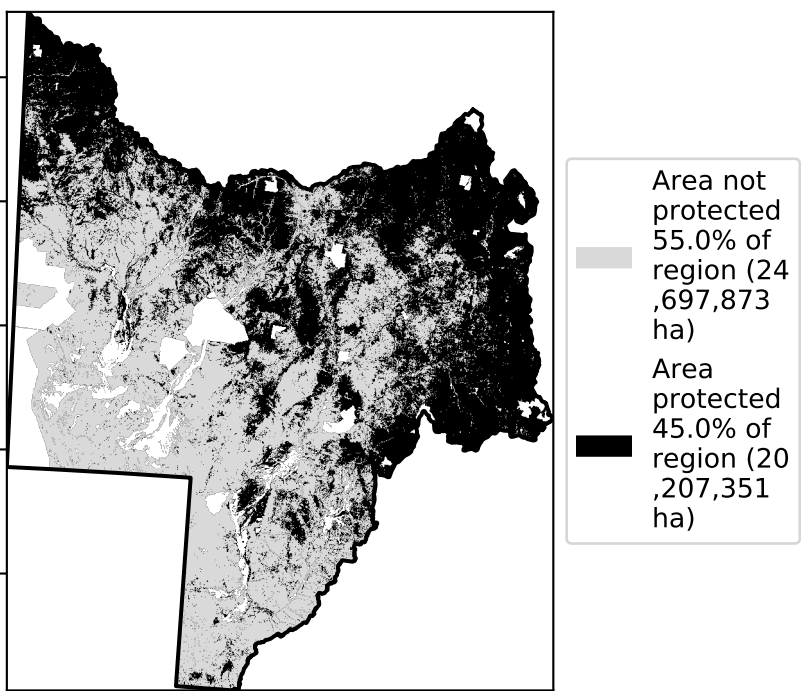 Area not
protected
55.0% of
region (24
,697,873
ha)
Area
protected
45.0% of
region (20
,207,351
ha)